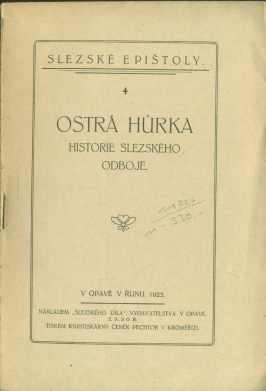 SLEZSKÉ EPIŠTOLY.
4
OSTRÁ HÚRKA
HISTORIE SLEZSKÉHO
ODBOJE.
V OPAVĚ V ŘÍJNU 1925.
NÁKLADEM „SLEZSKÉHO DÍLA“ VYDAVATELSTVA V OPAVĚ
Z. S. S O. R.
TISKEM KNIHTISKÁRNY ČENĚK PECHTOR V KROMĚŘÍŽI.